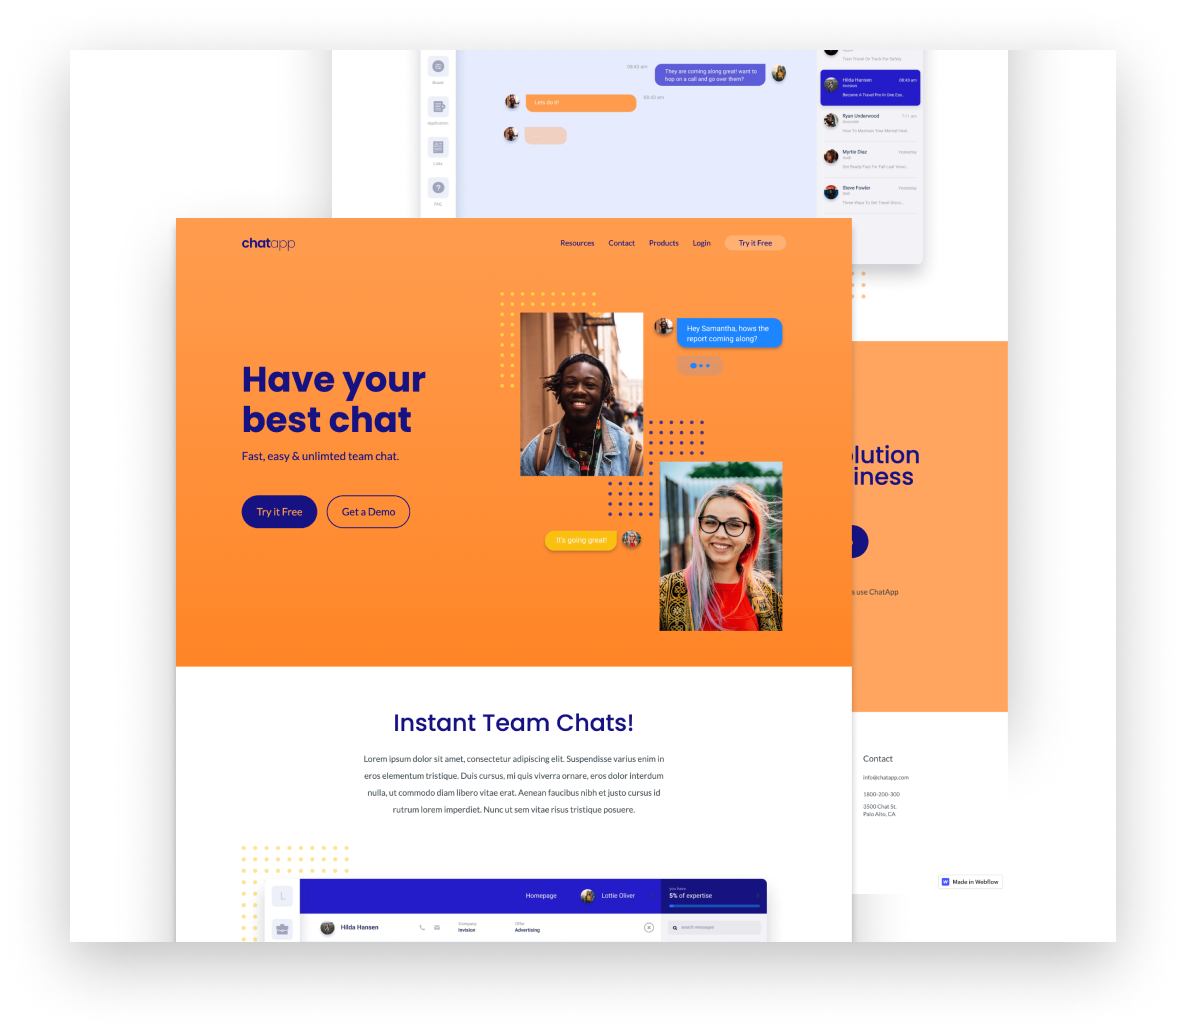 Board
Application
Lists
FAQ
08:43 am
They are coming along great! want to
hop on a call and go over them?
Lets do it!
08:43 am
Train Travel On Track For Safety
Hilda Hansen
08:43 am
Invision
Become A Travel Pro In One Eas..
Ryan Underwood
7:11 am
How To Maintain Your Mental Heal..
Myrtle Diaz
Yesterday
Audi
Get Ready Fast For Fall Leaf Viewi..
Steve Fowler
Yesterday
Three Ways To Get Travel Disco..
chatapp
Resources
Contact
Products
Login
Try it Free
Have your
best chat
Fast, easy & unlimted team chat.
Try it Free
Get a Demo
Hey Samantha, hows the
report coming along?
It's going great!
lution
iness
s use ChatApp
Instant Team Chats!
Lorem ipsum dolor sit amet, consectetur adipiscing elit. Suspendisse varius enim in
eros elementum tristique. Duis cursus, mi quis viverra ornare, eros dolor interdum
nulla, ut commodo diam libero vitae erat. Aenean faucibus nibh et justo cursus id
rutrum lorem imperdiet. Nunc ut sem vitae risus tristique posuere.
Contact
info@chatapp.com
1800-200-300
3500 Chat St.
Palo Alto, CA
Made in Webflow
L
Homepage
Lottie Oliver
you have
5% of expertise
Hilda Hansen
Company
Invision
Offer
Advertising
search messages